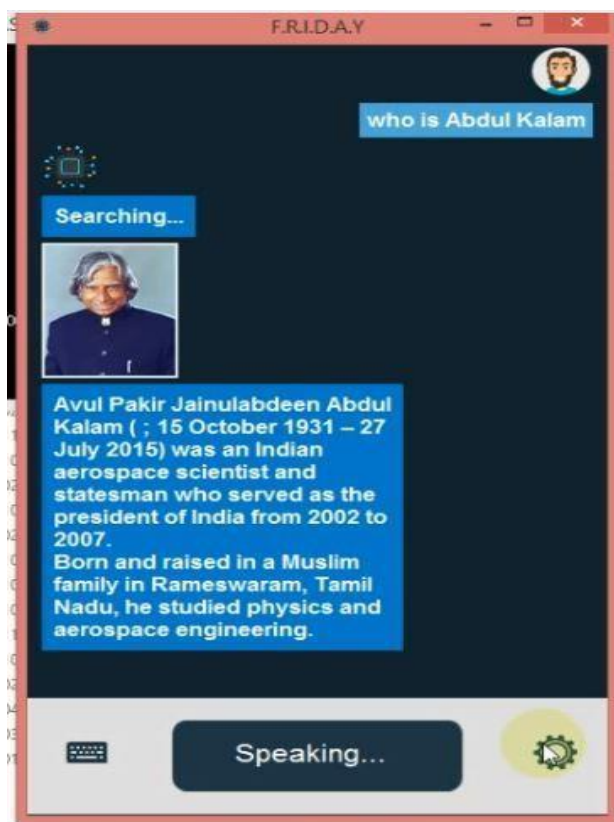 F.R.I.D.A.Y
who is Abdul Kalam
Searching...
Avul Pakir Jainulabdeen Abdul
Kalam ( ; 15 October 1931 – 27
July 2015) was an Indian
aerospace scientist and
statesman who served as the
president of India from 2002 to
2007.
Born and raised in a Muslim
family in Rameswaram, Tamil
Nadu, he studied physics and
aerospace engineering.
Speaking...